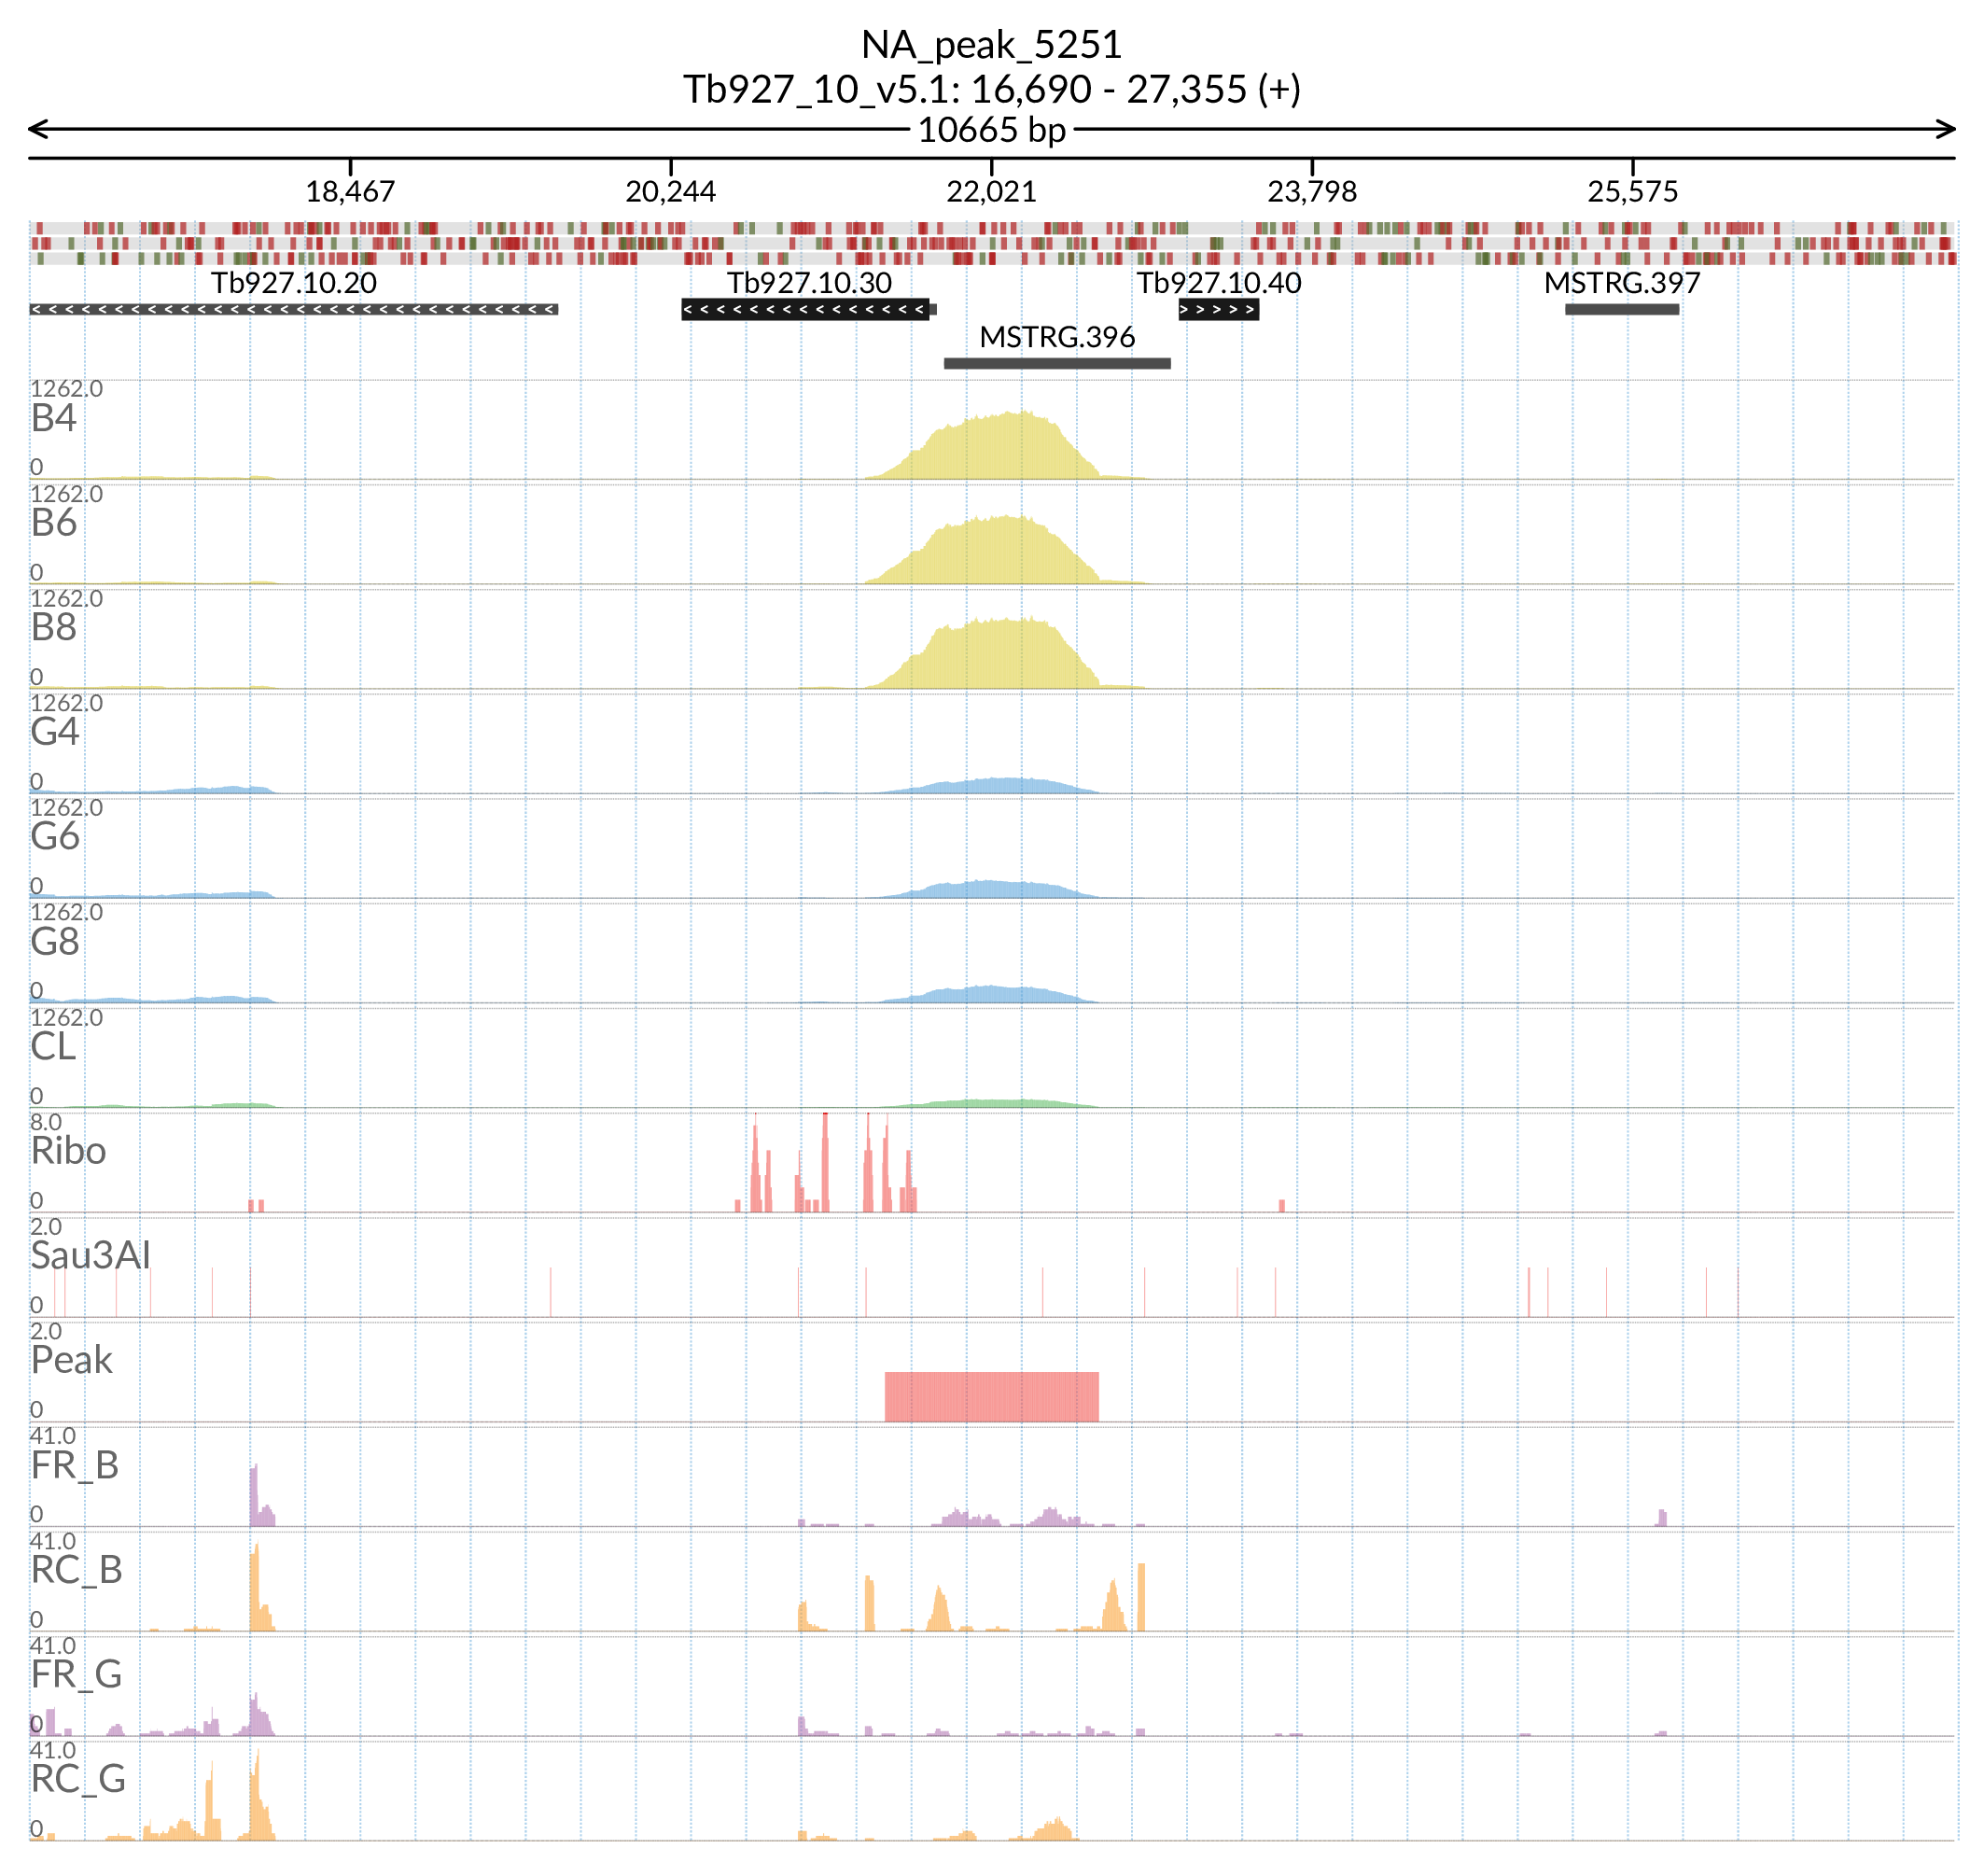 NA_peak_5251
Tb927_10_v5.1: 16,690 - 27,355 (+)
10665 bp
18,467 20,244 22,021 23,798 25,575
Tb927.10.20 Tb927.10.30 Tb927.10.40 MSTRG.397
MSTRG.396
1262.0
B4
0
1262.0
B6
0
1262.0
B8
0
1262.0
G4
0
1262.0
G6
0
1262.0
G8
0
1262.0
CL
0
8.0
Ribo
0
2.0
Sau3AI
0
2.0
Peak
0
41.0
FR_B
0
41.0
RC_B
0
41.0
FR_G
0
41.0
RC_G
0